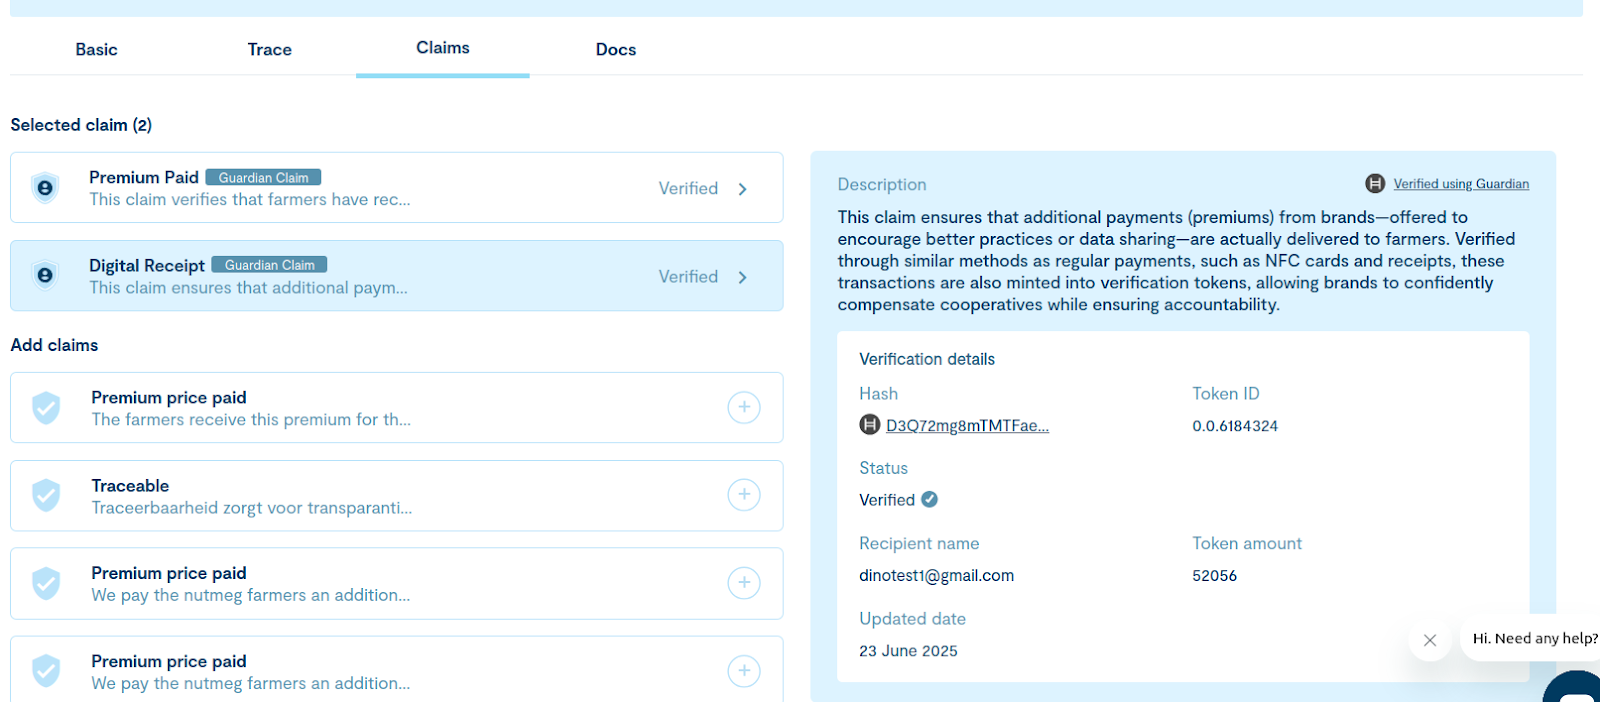 Basic
Trace
Claims
Docs
Selected claim (2)
Premium Paid Guardian Claim
This claim verifies that farmers have rec...
Verified
Digital Receipt Guardian Claim
This claim ensures that additional paym...
Verified
Add claims
Premium price paid
The farmers receive this premium for th...
Traceable
Traceerbaarheid zorgt voor transparanti...
Premium price paid
We pay the nutmeg farmers an addition...
Premium price paid
We pay the nutmeg farmers an addition...
Description
Verified using Guardian
This claim ensures that additional payments (premiums) from brands—offered to
encourage better practices or data sharing—are actually delivered to farmers. Verified
through similar methods as regular payments, such as NFC cards and receipts, these
transactions are also minted into verification tokens, allowing brands to confidently
compensate cooperatives while ensuring accountability.
Verification details
Hash
D3Q72mg8mTMTFae...
Token ID
0.0.6184324
Status
Verified
Recipient name
dinotest1@gmail.com
Token amount
52056
Updated date
23 June 2025
Hi. Need any help?